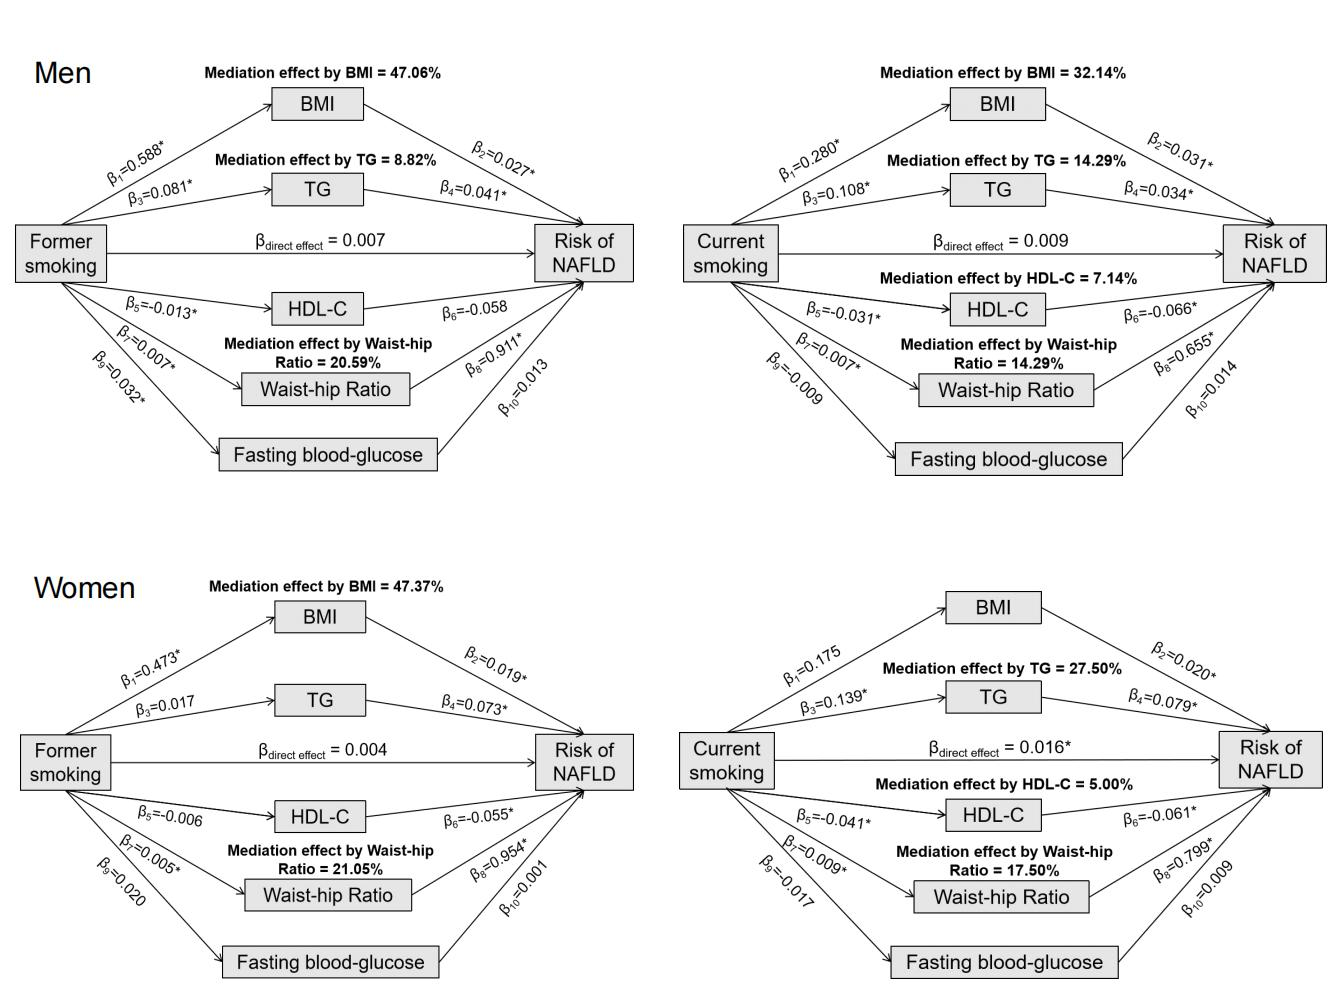 Men
Mediation effect by BMI = 47.06%
BMI
β1=0.588*
β2=0.027*
Mediation effect by TG = 8.82%
β3=0.081*
TG
β4=0.041*
Former
smoking
βdirect effect = 0.007
Risk of
NAFLD
β5=-0.013*
HDL-C
β6=-0.058
Mediation effect by Waist-hip
Ratio = 20.59%
β7=0.007*
Waist-hip Ratio
β8=0.911*
β9=0.032*
β10=0.013
Fasting blood-glucose
Mediation effect by BMI = 32.14%
BMI
β1=0.280*
β2=0.031*
Mediation effect by TG = 14.29%
β3=0.108*
TG
β4=0.034*
Current
smoking
βdirect effect = 0.009
Risk of
NAFLD
Mediation effect by HDL-C = 7.14%
β5=-0.031*
HDL-C
β6=-0.066*
Mediation effect by Waist-hip
Ratio = 14.29%
β7=0.007*
Waist-hip Ratio
β8=0.655*
β9=-0.009
β10=0.014
Fasting blood-glucose
Women
Mediation effect by BMI = 47.37%
BMI
β1=0.473*
β2=0.019*
β3=0.017
TG
β4=0.073*
Former
smoking
βdirect effect = 0.004
Risk of
NAFLD
β5=-0.006
HDL-C
β6=-0.055*
Mediation effect by Waist-hip
Ratio = 21.05%
β7=0.005*
Waist-hip Ratio
β8=0.954*
β9=0.020
β10=0.001
Fasting blood-glucose
BMI
β1=0.175
β2=0.020*
Mediation effect by TG = 27.50%
β3=0.139*
TG
β4=0.079*
Current
smoking
βdirect effect = 0.016*
Risk of
NAFLD
Mediation effect by HDL-C = 5.00%
β5=-0.041*
HDL-C
β6=-0.061*
Mediation effect by Waist-hip
Ratio = 17.50%
β7=0.009*
Waist-hip Ratio
β8=0.799*
β9=-0.017
β10=0.009
Fasting blood-glucose